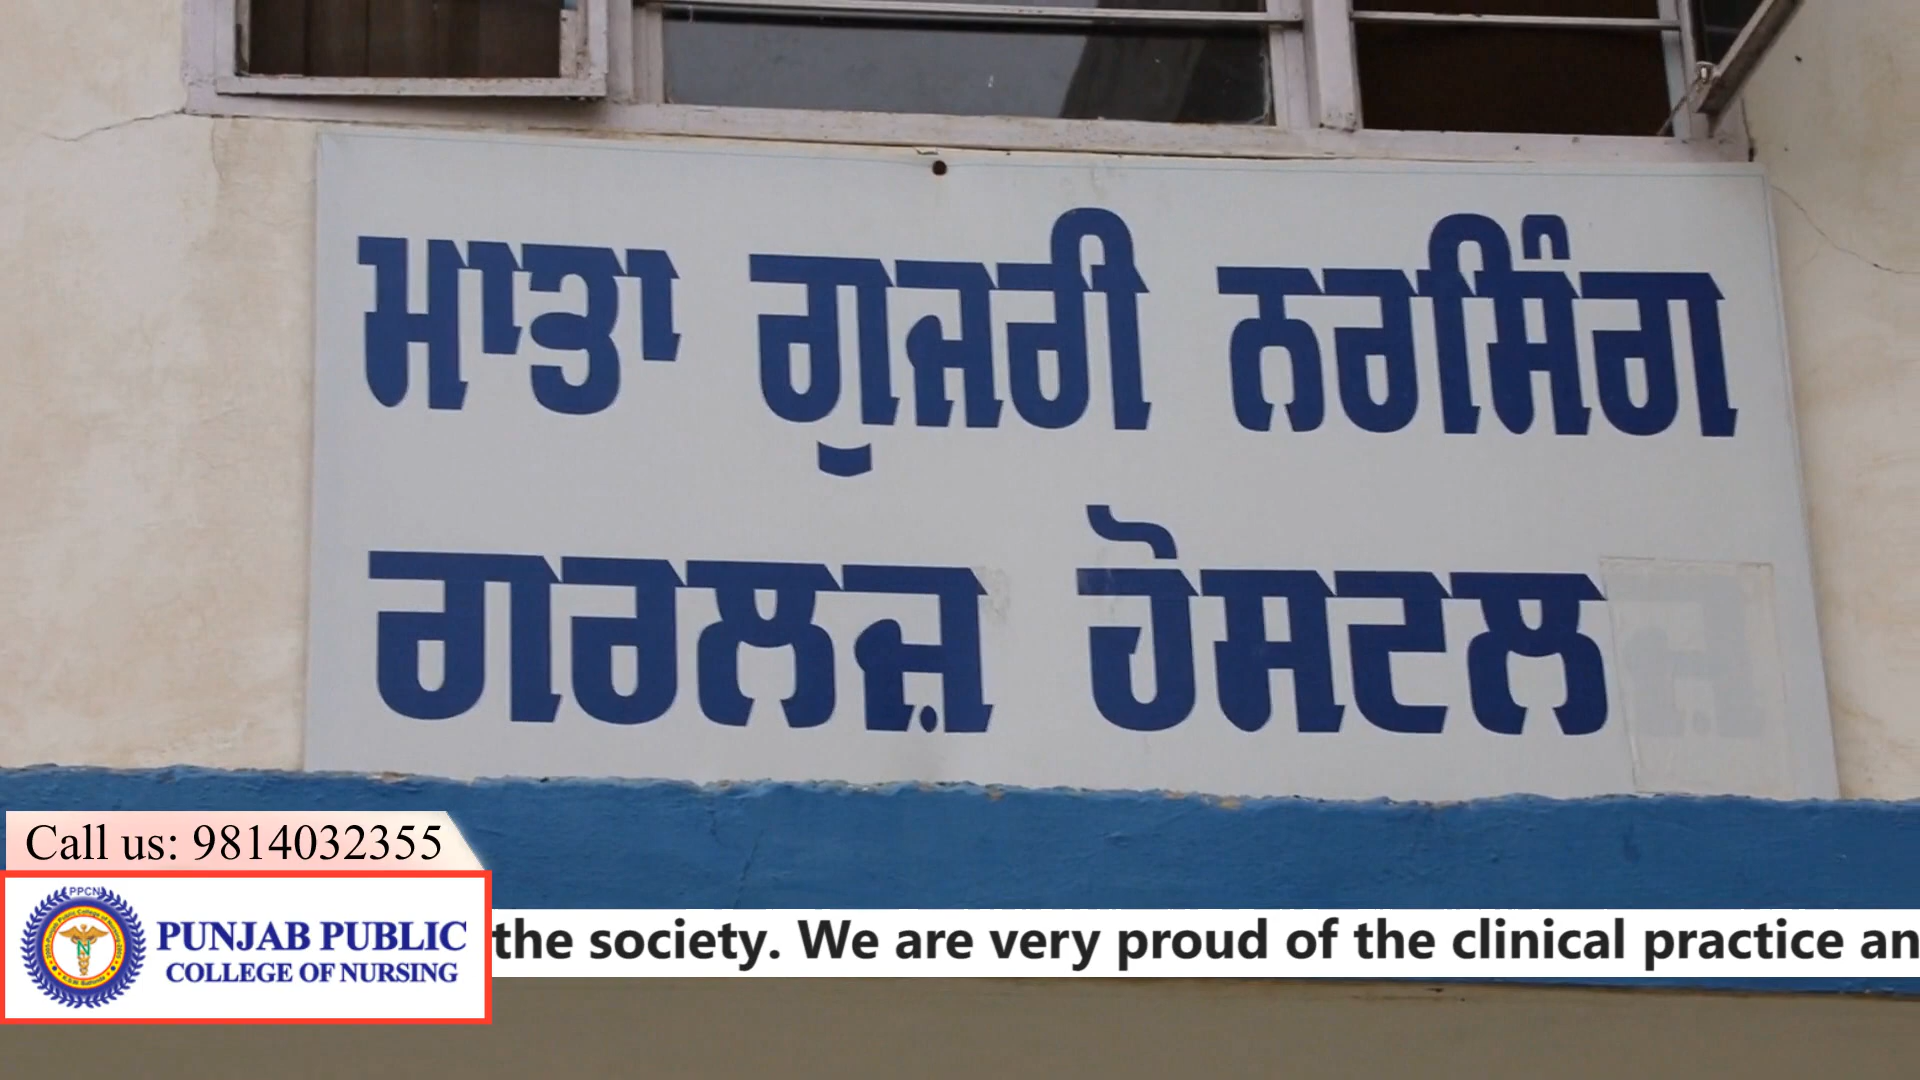 ਮਾਤਾ ਗੁਜਰੀ ਨਰਸਿੰਗ
ਗਰਲਜ਼ ਹੋਸਟਲ
Call us: 9814032355
PPCN
PUNJAB PUBLIC
COLLEGE OF NURSING
the society. We are very proud of the clinical practice an